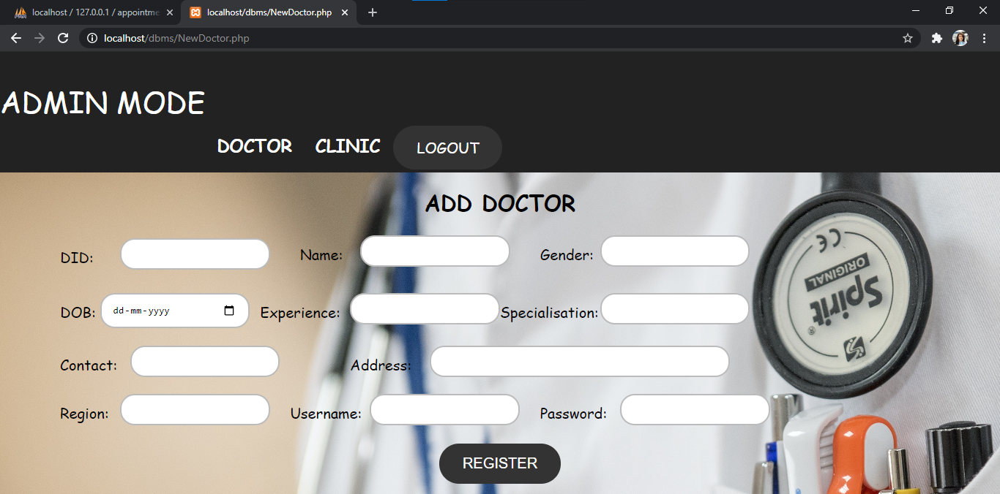 localhost / 127.0.0.1 / appointme
localhost/dbms/NewDoctor.php
localhost/dbms/NewDoctor.php
ADMIN MODE
DOCTOR CLINIC LOGOUT
ADD DOCTOR
DID: Name: Gender:
DOB: dd-mm-yyyy Experience: Specialisation:
Contact: Address:
Region: Username: Password:
REGISTER
CE
ORIGINAL
Spirit®